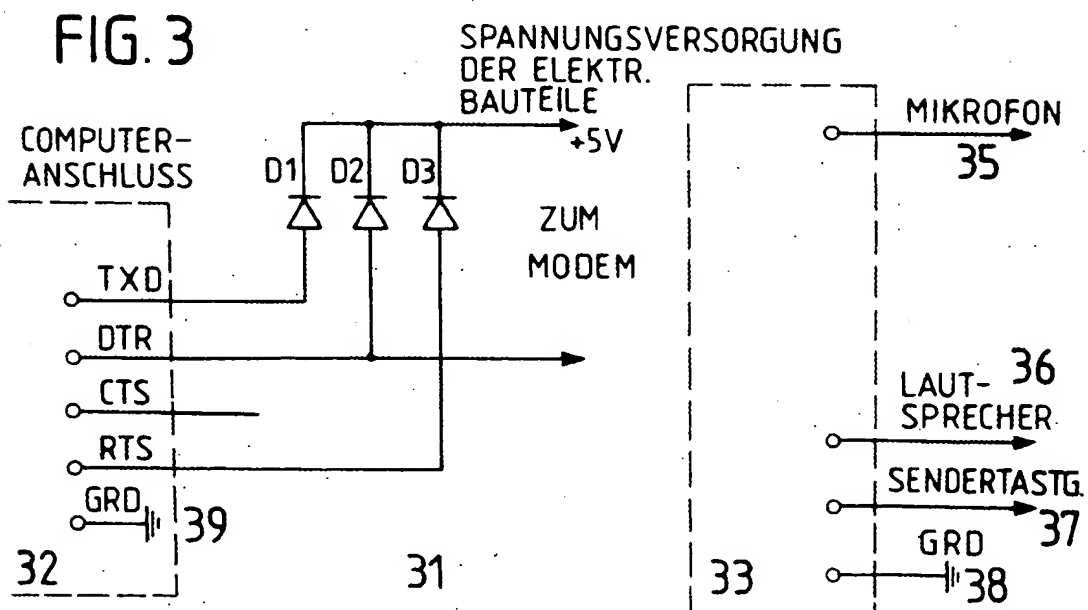 FIG. 3
SPANNUNGSVERSORGUNG
DER ELEKTR.
BAUTEILE
+5V
COMPUTER-
ANSCHLUSS
D1 D2 D3
ZUM
MODEM
TXD
DTR
CTS
RTS
GRD
39
32
31
33
MIKROFON
35
36
LAUT-
SPRECHER
SENDERTASTG.
37
GRD
38